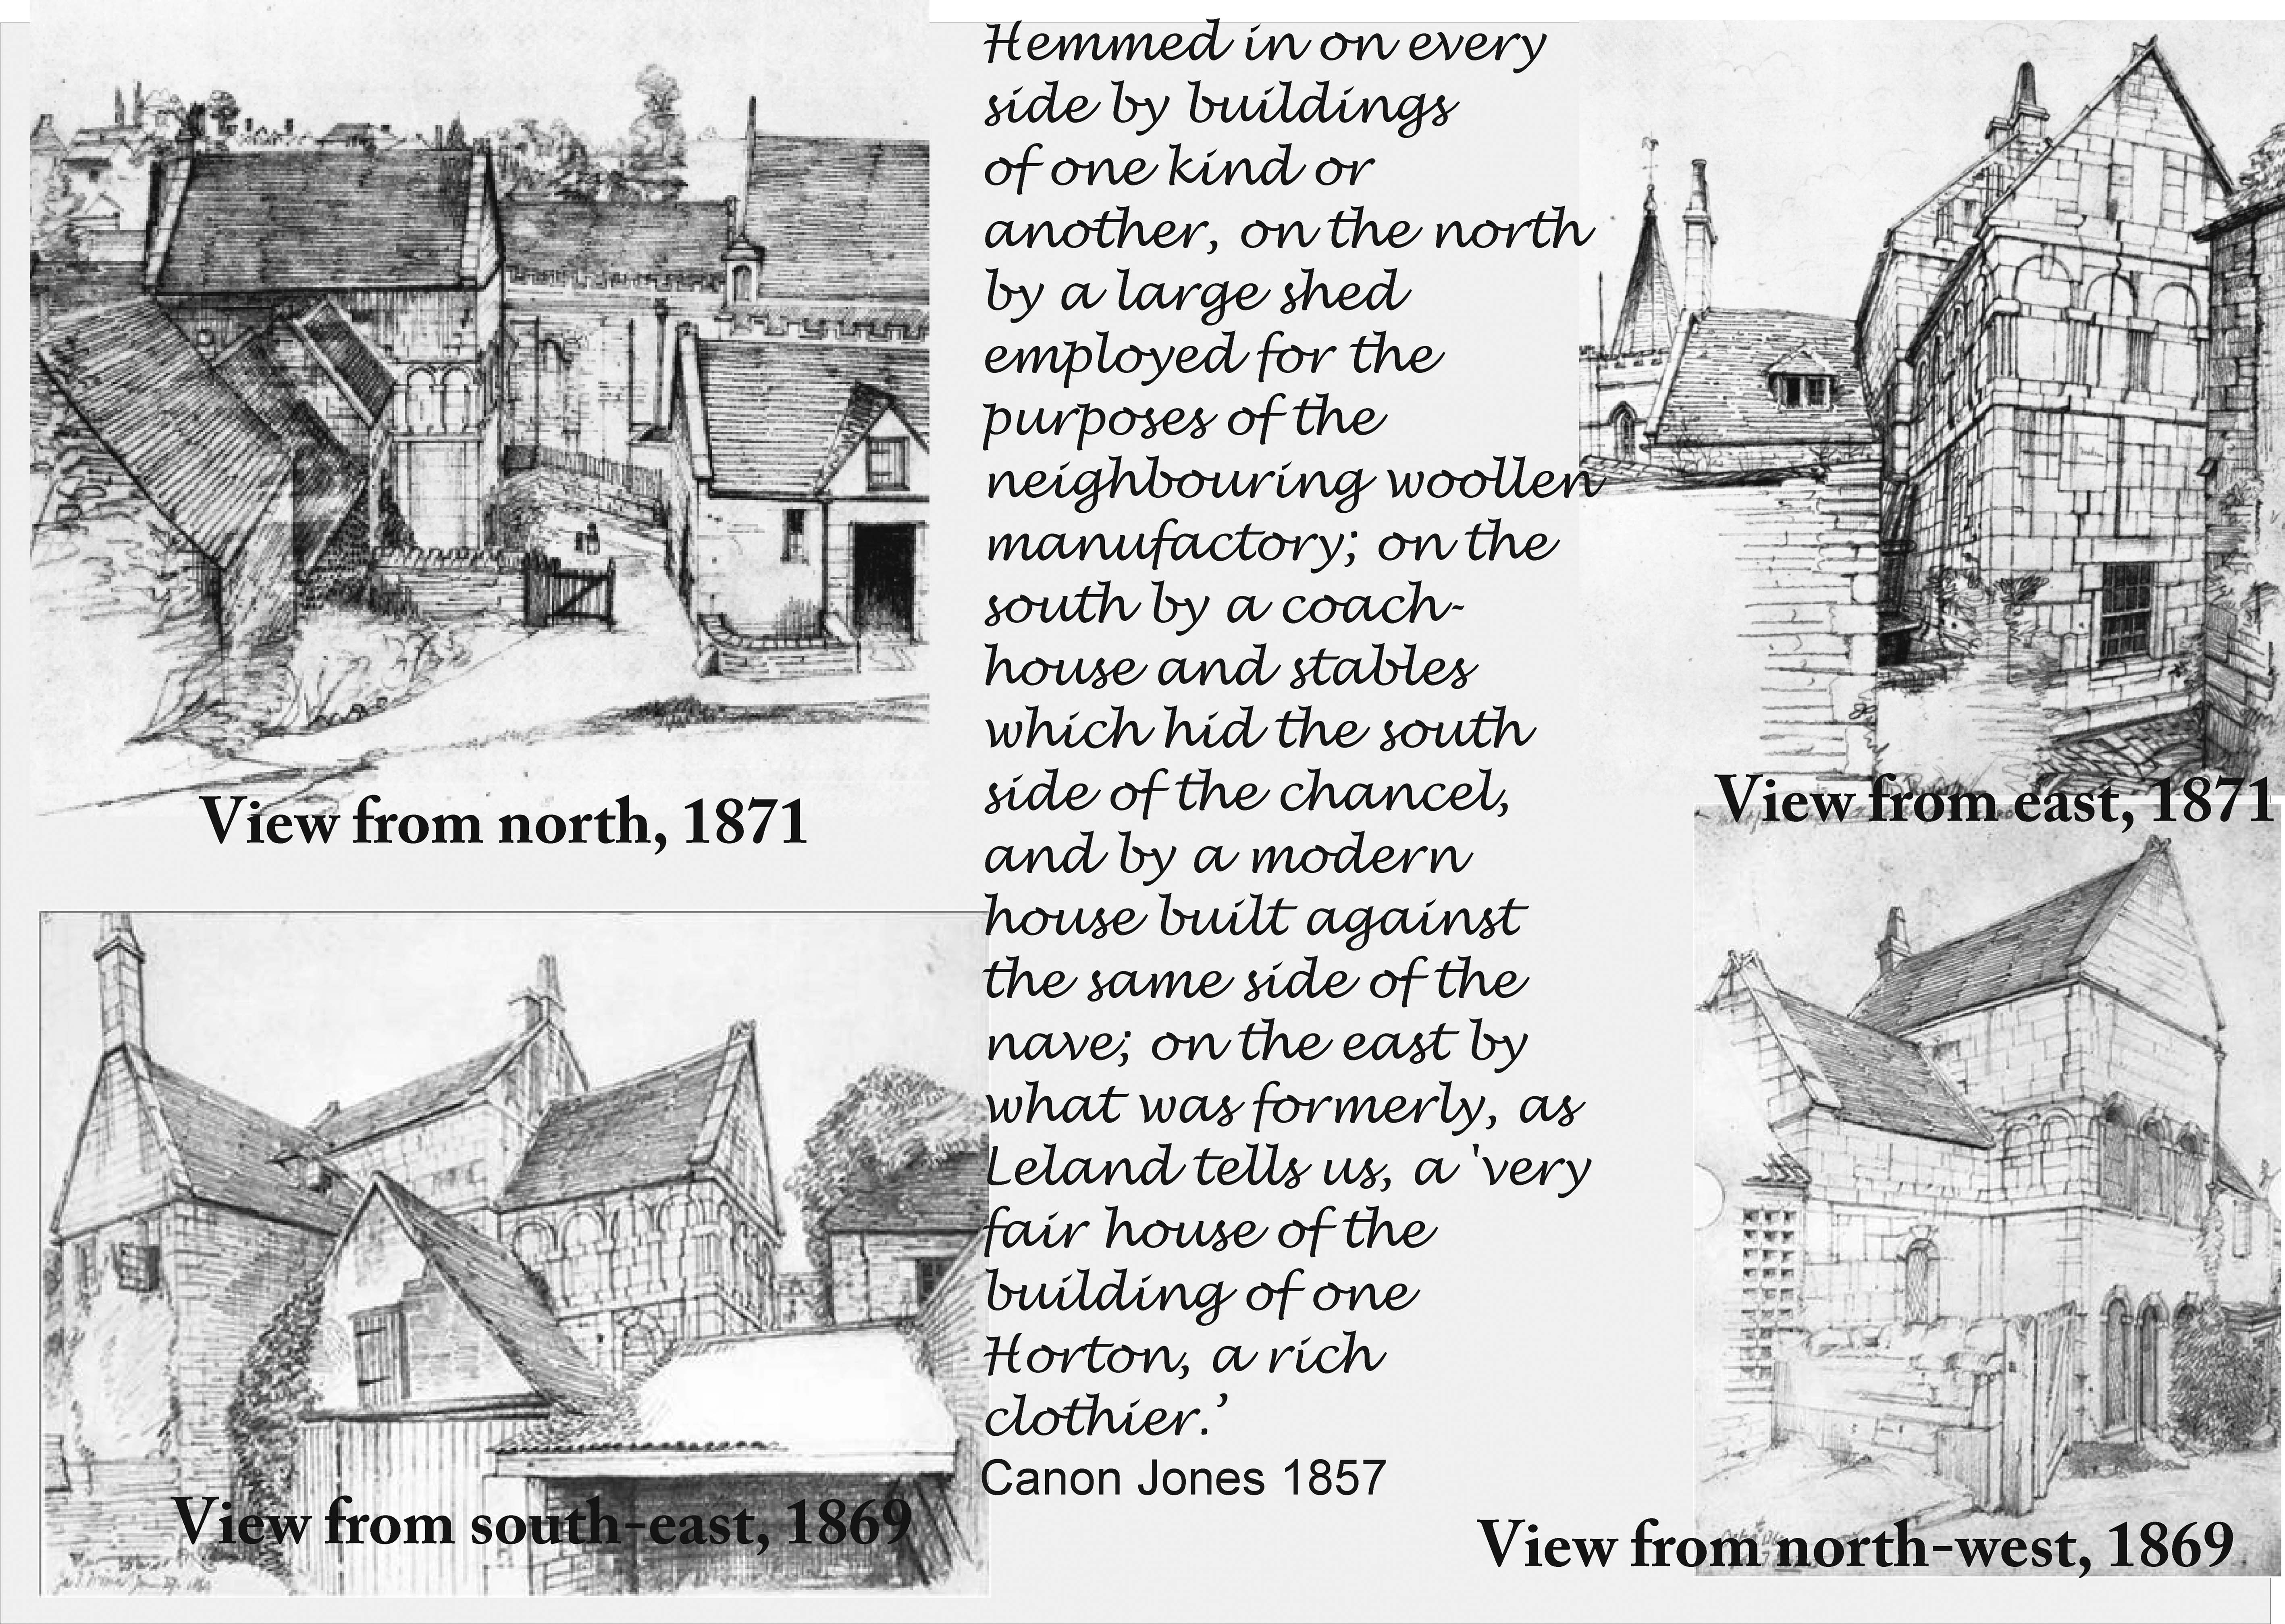 Hemmed in on every
side by buildings
of one kind or
another, on the north
by a large shed
employed for the
purposes of the
neighbouring woollen
manufactory; on the
south by a coach-
house and stables
which hid the south
side of the chancel,
and by a modern
house built against
the same side of the
nave; on the east by
what was formerly, as
Leland tells us, a 'very
fair house of the
building of one
Horton, a rich
clothier.’
Canon Jones 1857
View from north, 1871
View from east, 1871
View from south-east, 1869
View from north-west, 1869